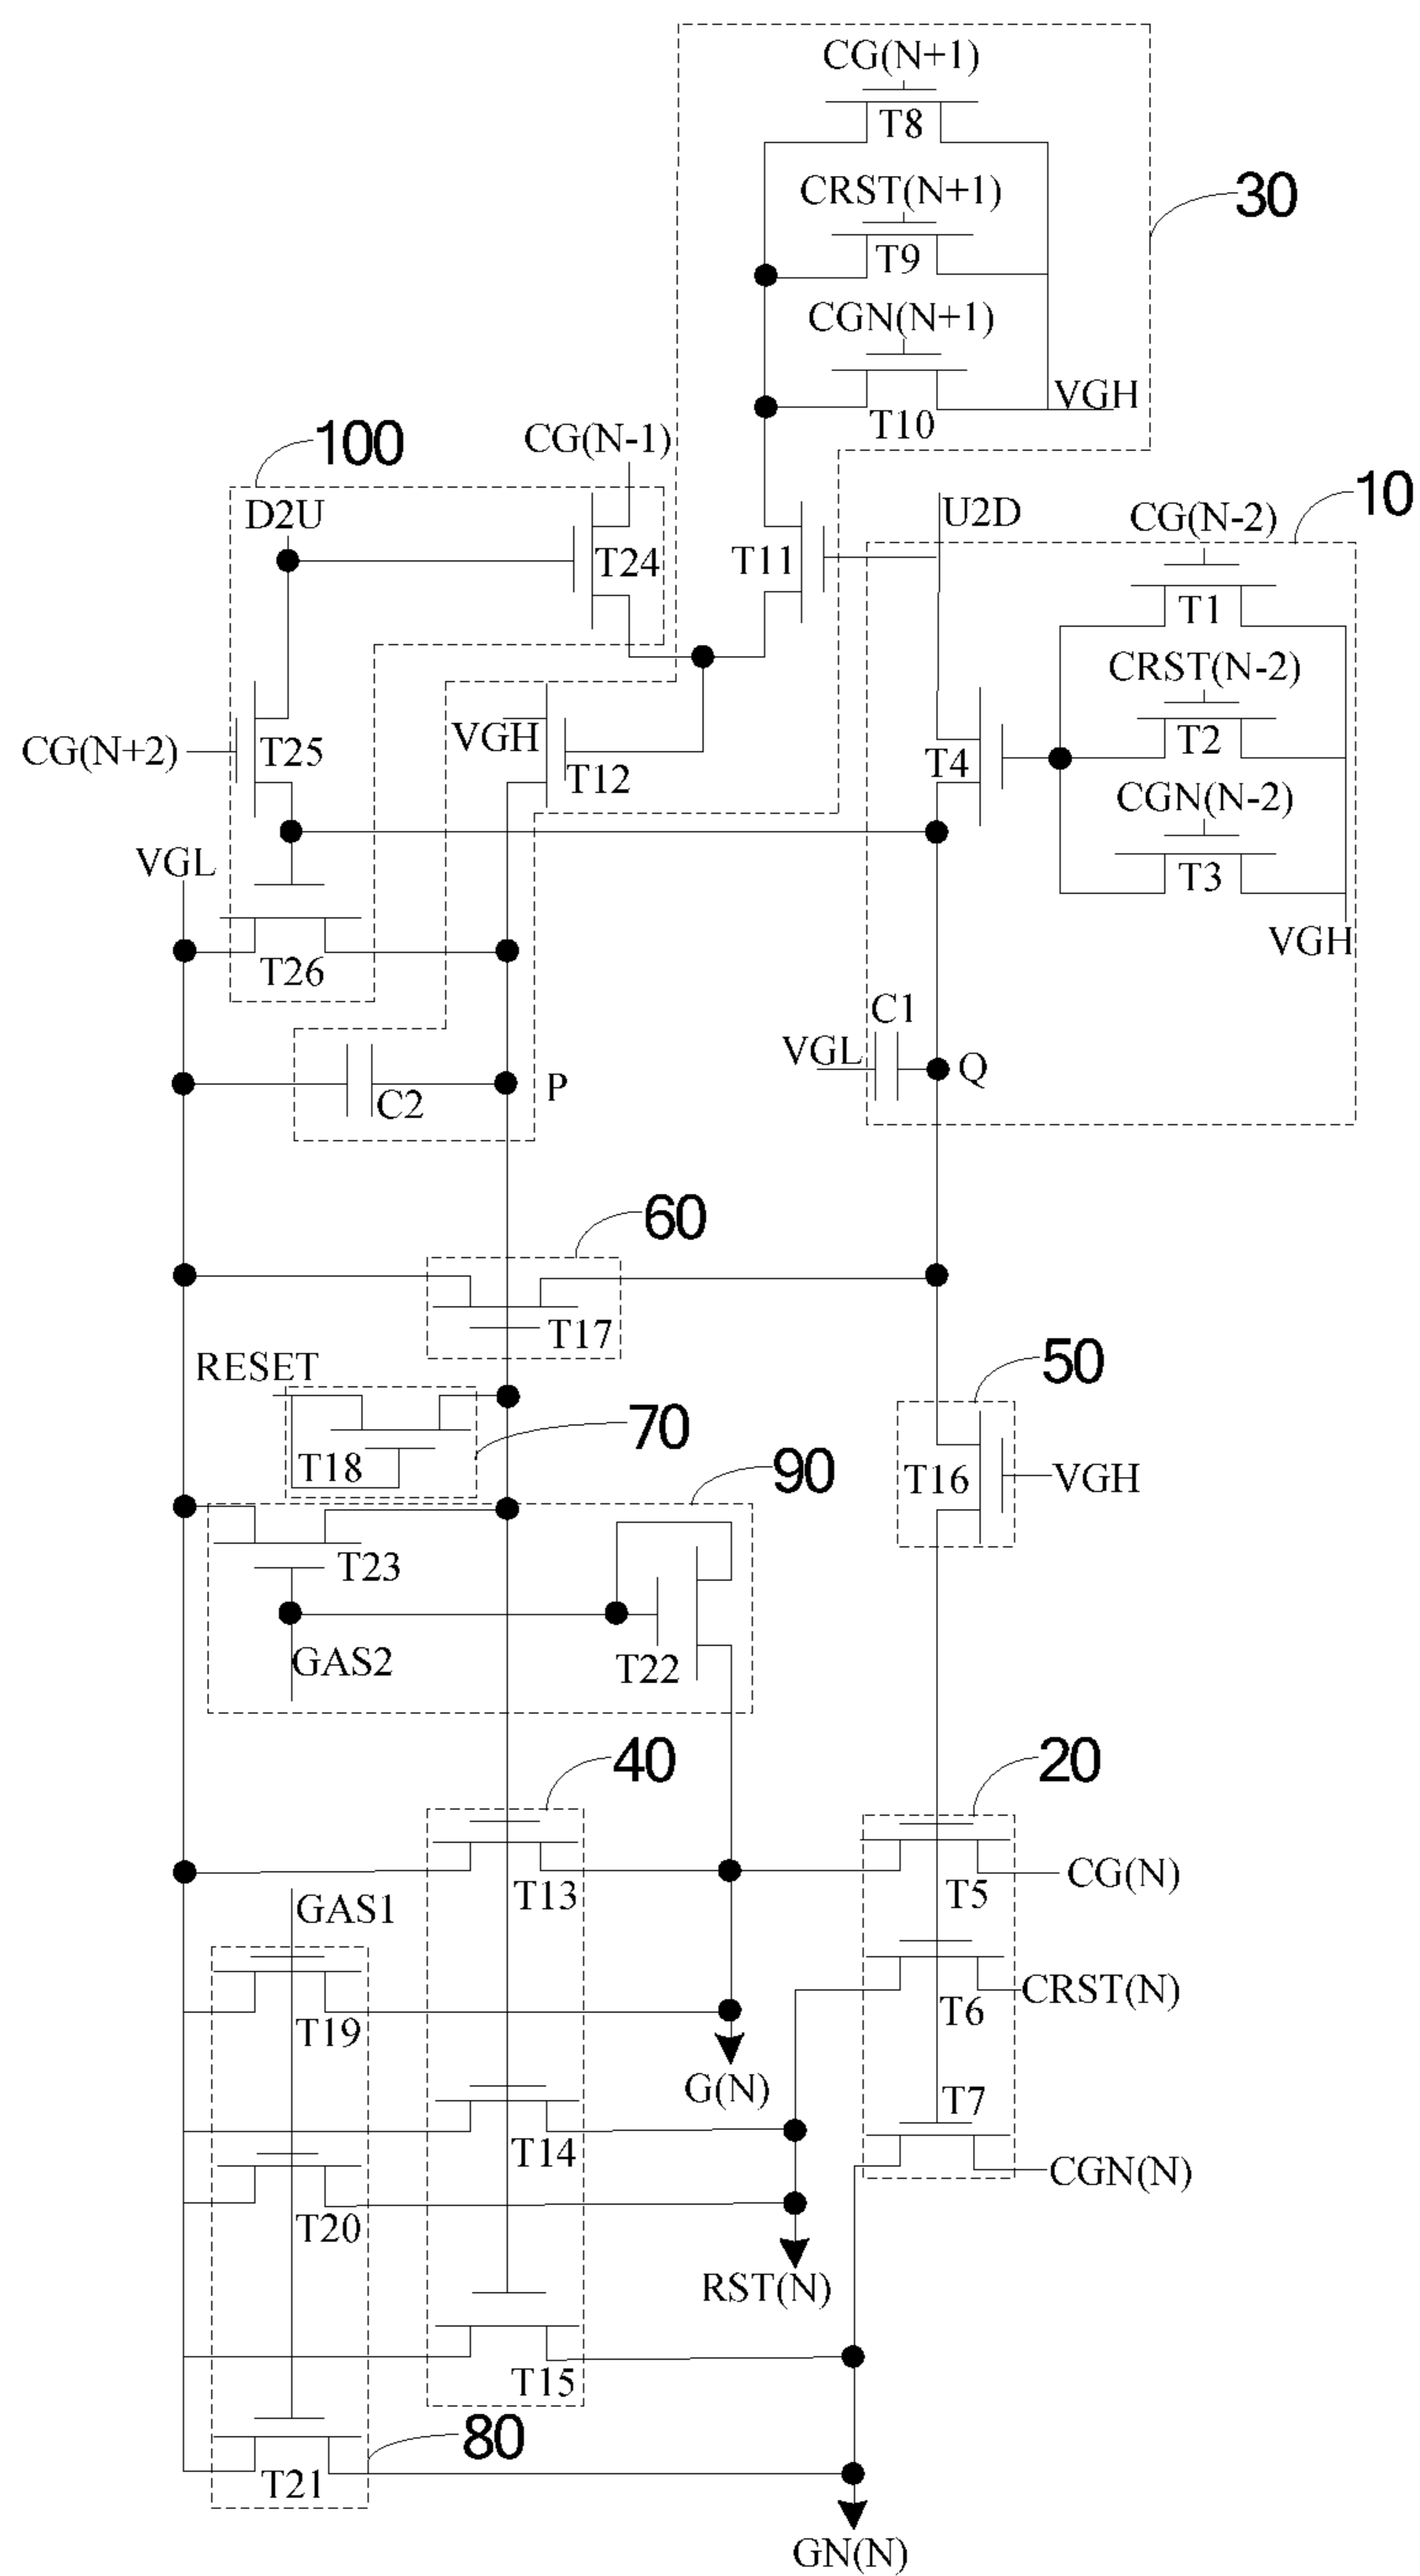 CG(N+1)
T8
CRST(N+1)
30
T9
CGN(N+1)
VGH
T10
100
CG(N-1)
10
D2U
U2D
CG(N-2)
T24
T11
T1
CRST(N-2)
CG(N+2)
T25
VGH
T12
T4
T2
CGN(N-2)
VGL
T3
T26
VGH
C1
VGL
Q
C2
P
60
T17
RESET
50
70
T18
90
T16
VGH
T23
GAS2
T22
40
20
T13
T5
CG(N)
GAS1
CRST(N)
T19
T6
G(N)
T7
T14
CGN(N)
T20
RST(N)
T15
80
T21
GN(N)